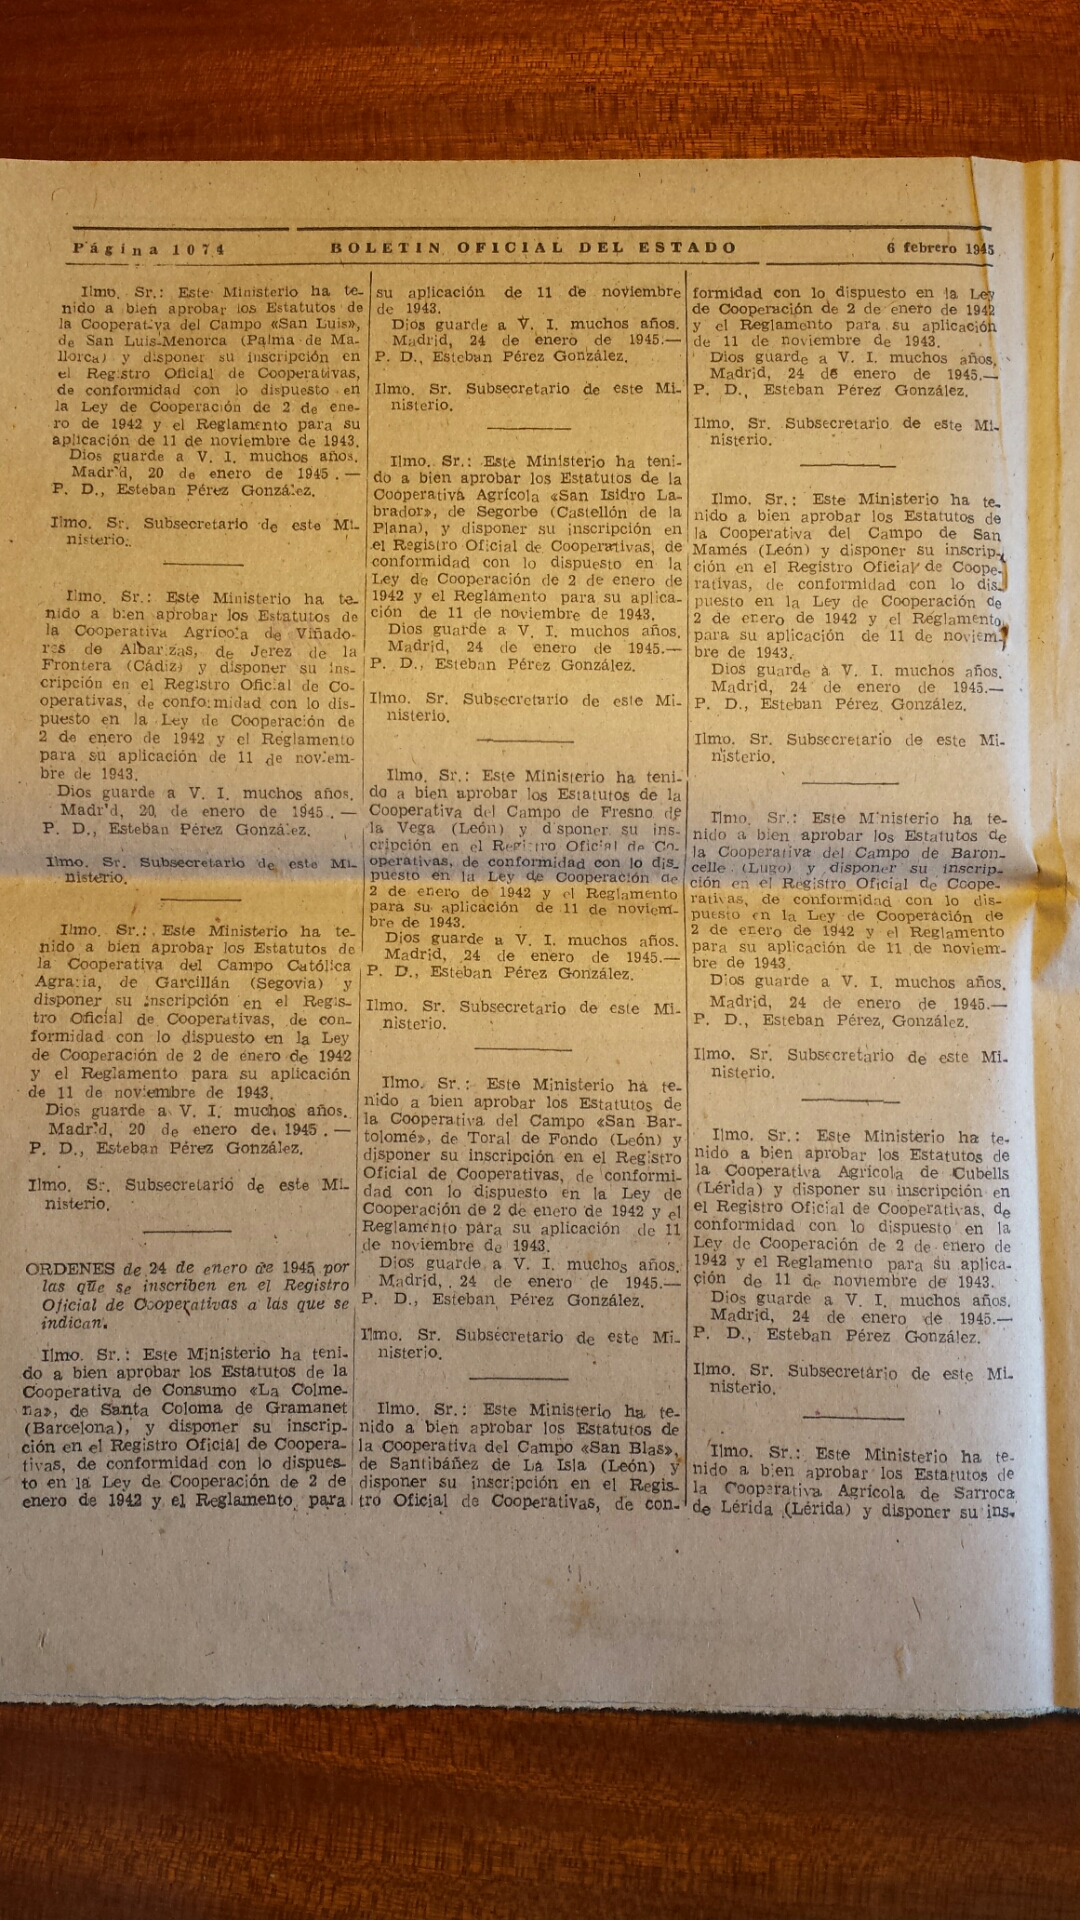 Página 1074
BOLETIN OFICIAL DEL ESTADO
6 febrero 1945
Ilmo. Sr.: Este Ministerio ha te-
nido a bien aprobar los Estatutos de
la Cooperativa del Campo «San Luis»,
de San Luis-Menorca (Palma de Ma-
llorca) y disponer su inscripción en
el Registro Oficial de Cooperativas,
de conformidad con lo dispuesto en
la Ley de Cooperación de 2 de ene-
ro de 1942 y el Reglamento para su
aplicación de 11 de noviembre de 1943.
Dios guarde a V. I. muchos años.
Madrid, 20 de enero de 1945.—
P. D., Esteban Pérez González.
Ilmo. Sr. Subsecretario de este Mi-
nisterio.
Ilmo. Sr.: Este Ministerio ha te-
nido a bien aprobar los Estatutos de
la Cooperativa Agrícola de Viñado-
res de Albarizas, de Jerez de la
Frontera (Cádiz) y disponer su ins-
cripción en el Registro Oficial de Co-
operativas, de conformidad con lo dis-
puesto en la Ley de Cooperación de
2 de enero de 1942 y el Reglamento
para su aplicación de 11 de noviem-
bre de 1943.
Dios guarde a V. I. muchos años.
Madrid, 20 de enero de 1945.—
P. D., Esteban Pérez González.
Ilmo. Sr. Subsecretario de este Mi-
nisterio.
Ilmo. Sr.: Este Ministerio ha te-
nido a bien aprobar los Estatutos de
la Cooperativa del Campo Católica
Agraria, de Garcillán (Segovia) y
disponer su inscripción en el Regis-
tro Oficial de Cooperativas, de con-
formidad con lo dispuesto en la Ley
de Cooperación de 2 de enero de 1942
y el Reglamento para su aplicación
de 11 de noviembre de 1943.
Dios guarde a V. I. muchos años.
Madrid, 20 de enero de 1945.—
P. D., Esteban Pérez González.
Ilmo. Sr. Subsecretario de este Mi-
nisterio.
ORDENES de 24 de enero de 1945 por
las que se inscriben en el Registro
Oficial de Cooperativas a las que se
indican.
Ilmo. Sr.: Este Ministerio ha teni-
do a bien aprobar los Estatutos de la
Cooperativa de Consumo «La Colme-
na», de Santa Coloma de Gramanet
(Barcelona), y disponer su inscrip-
ción en el Registro Oficial de Coopera-
tivas, de conformidad con lo dispues-
to en la Ley de Cooperación de 2 de
enero de 1942 y el Reglamento para
su aplicación de 11 de noviembre
de 1943.
Dios guarde a V. I. muchos años.
Madrid, 24 de enero de 1945.—
P. D., Esteban Pérez González.
Ilmo. Sr. Subsecretario de este Mi-
nisterio.
Ilmo. Sr.: Este Ministerio ha teni-
do a bien aprobar los Estatutos de la
Cooperativa Agrícola «San Isidro La-
brador», de Segorbe (Castellón de la
Plana), y disponer su inscripción en
el Registro Oficial de Cooperativas, de
conformidad con lo dispuesto en la
Ley de Cooperación de 2 de enero de
1942 y el Reglamento para su aplica-
ción de 11 de noviembre de 1943.
Dios guarde a V. I. muchos años.
Madrid, 24 de enero de 1945.—
P. D., Esteban Pérez González.
Ilmo. Sr. Subsecretario de este Mi-
nisterio.
Ilmo. Sr.: Este Ministerio ha teni-
do a bien aprobar los Estatutos de la
Cooperativa del Campo de Fresno de
la Vega (León) y disponer su ins-
cripción en el Registro Oficial de Co-
operativas, de conformidad con lo dis-
puesto en la Ley de Cooperación de
2 de enero de 1942 y el Reglamento
para su aplicación de 11 de noviem-
bre de 1943.
Dios guarde a V. I. muchos años.
Madrid, 24 de enero de 1945.—
P. D., Esteban Pérez González.
Ilmo. Sr. Subsecretario de este Mi-
nisterio.
Ilmo. Sr.: Este Ministerio ha te-
nido a bien aprobar los Estatutos de
la Cooperativa del Campo «San Bar-
tolomé», de Toral de Fondo (León) y
disponer su inscripción en el Registro
Oficial de Cooperativas, de conformi-
dad con lo dispuesto en la Ley de
Cooperación de 2 de enero de 1942 y el
Reglamento para su aplicación de 11
de noviembre de 1943.
Dios guarde a V. I. muchos años.
Madrid, 24 de enero de 1945.—
P. D., Esteban Pérez González.
Ilmo. Sr. Subsecretario de este Mi-
nisterio.
Ilmo. Sr.: Este Ministerio ha te-
nido a bien aprobar los Estatutos de
la Cooperativa del Campo «San Blas»,
de Santibáñez de La Isla (León) y
disponer su inscripción en el Regis-
tro Oficial de Cooperativas, de con-
formidad con lo dispuesto en la Ley
de Cooperación de 2 de enero de 1942
y el Reglamento para su aplicación
de 11 de noviembre de 1943.
Dios guarde a V. I. muchos años.
Madrid, 24 de enero de 1945.—
P. D., Esteban Pérez González.
Ilmo. Sr. Subsecretario de este Mi-
nisterio.
Ilmo. Sr.: Este Ministerio ha te-
nido a bien aprobar los Estatutos de
la Cooperativa del Campo de San
Mamés (León) y disponer su inscrip-
ción en el Registro Oficial de Coope-
rativas, de conformidad con lo dis-
puesto en la Ley de Cooperación de
2 de enero de 1942 y el Reglamento
para su aplicación de 11 de noviem-
bre de 1943.
Dios guarde a V. I. muchos años.
Madrid, 24 de enero de 1945.—
P. D., Esteban Pérez González.
Ilmo. Sr. Subsecretario de este Mi-
nisterio.
Ilmo. Sr.: Este Ministerio ha te-
nido a bien aprobar los Estatutos de
la Cooperativa del Campo de Baron-
celle (Lugo) y disponer su inscrip-
ción en el Registro Oficial de Coope-
rativas, de conformidad con lo dis-
puesto en la Ley de Cooperación de
2 de enero de 1942 y el Reglamento
para su aplicación de 11 de noviem-
bre de 1943.
Dios guarde a V. I. muchos años.
Madrid, 24 de enero de 1945.—
P. D., Esteban Pérez González.
Ilmo. Sr. Subsecretario de este Mi-
nisterio.
Ilmo. Sr.: Este Ministerio ha te-
nido a bien aprobar los Estatutos de
la Cooperativa Agrícola de Cubells
(Lérida) y disponer su inscripción en
el Registro Oficial de Cooperativas, de
conformidad con lo dispuesto en la
Ley de Cooperación de 2 de enero de
1942 y el Reglamento para su aplica-
ción de 11 de noviembre de 1943.
Dios guarde a V. I. muchos años.
Madrid, 24 de enero de 1945.—
P. D., Esteban Pérez González.
Ilmo. Sr. Subsecretario de este Mi-
nisterio.
Ilmo. Sr.: Este Ministerio ha te-
nido a bien aprobar los Estatutos de
la Cooperativa Agrícola de Sarroca
de Lérida (Lérida) y disponer su ins-